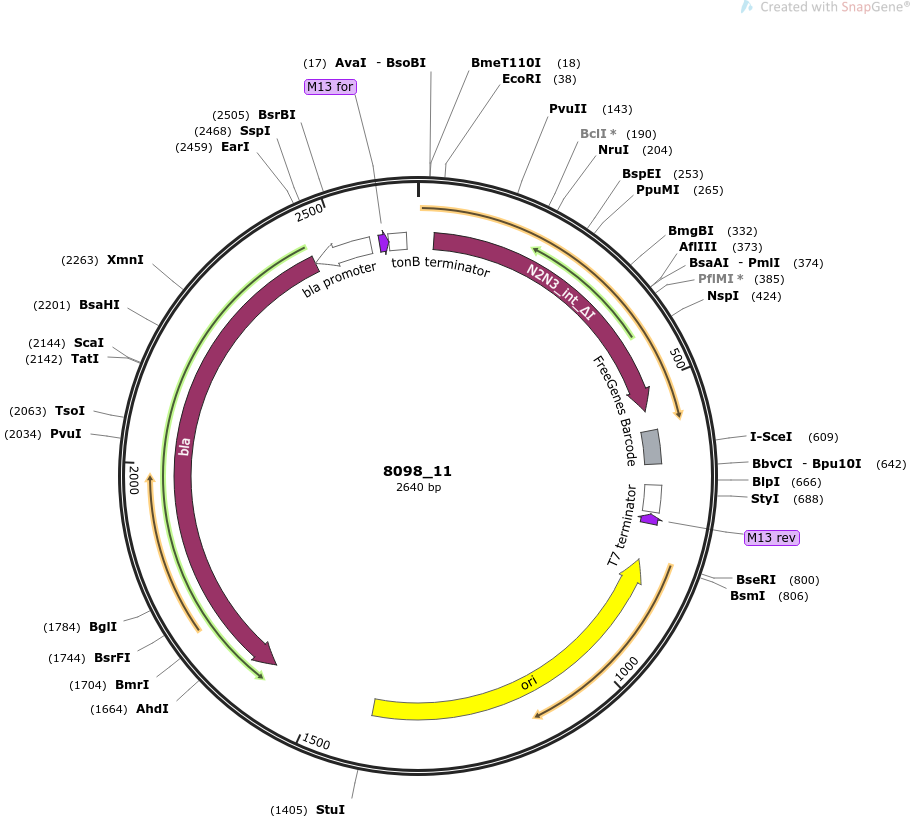 Created with SnapGene®
(17) AvaI - BsoBI
BmeT110I (18)
EcoRI (38)
M13 for
PvuII (143)
BclI * (190)
NruI (204)
BspEI (253)
PpuMI (265)
BmgBI (332)
AflIII (373)
BsaAI - PmlI (374)
PflMI * (385)
NspI (424)
500
I-SceI (609)
BbvCI - Bpu10I (642)
BlpI (666)
StyI (688)
M13 rev
BseRI (800)
BsmI (806)
1000
(1405) StuI
1500
(1664) AhdI
(1704) BmrI
(1744) BsrFI
(1784) BglI
2000
(2034) PvuI
(2063) TsoI
(2142) TatI
(2144) ScaI
(2201) BsaHI
(2263) XmnI
(2459) EarI
(2468) SspI
(2505) BsrBI
2500
bla promoter
tonB terminator
N2N3_int_ΔI
FreeGenes Barcode
T7 terminator
ori
bla
8098_11
2640 bp